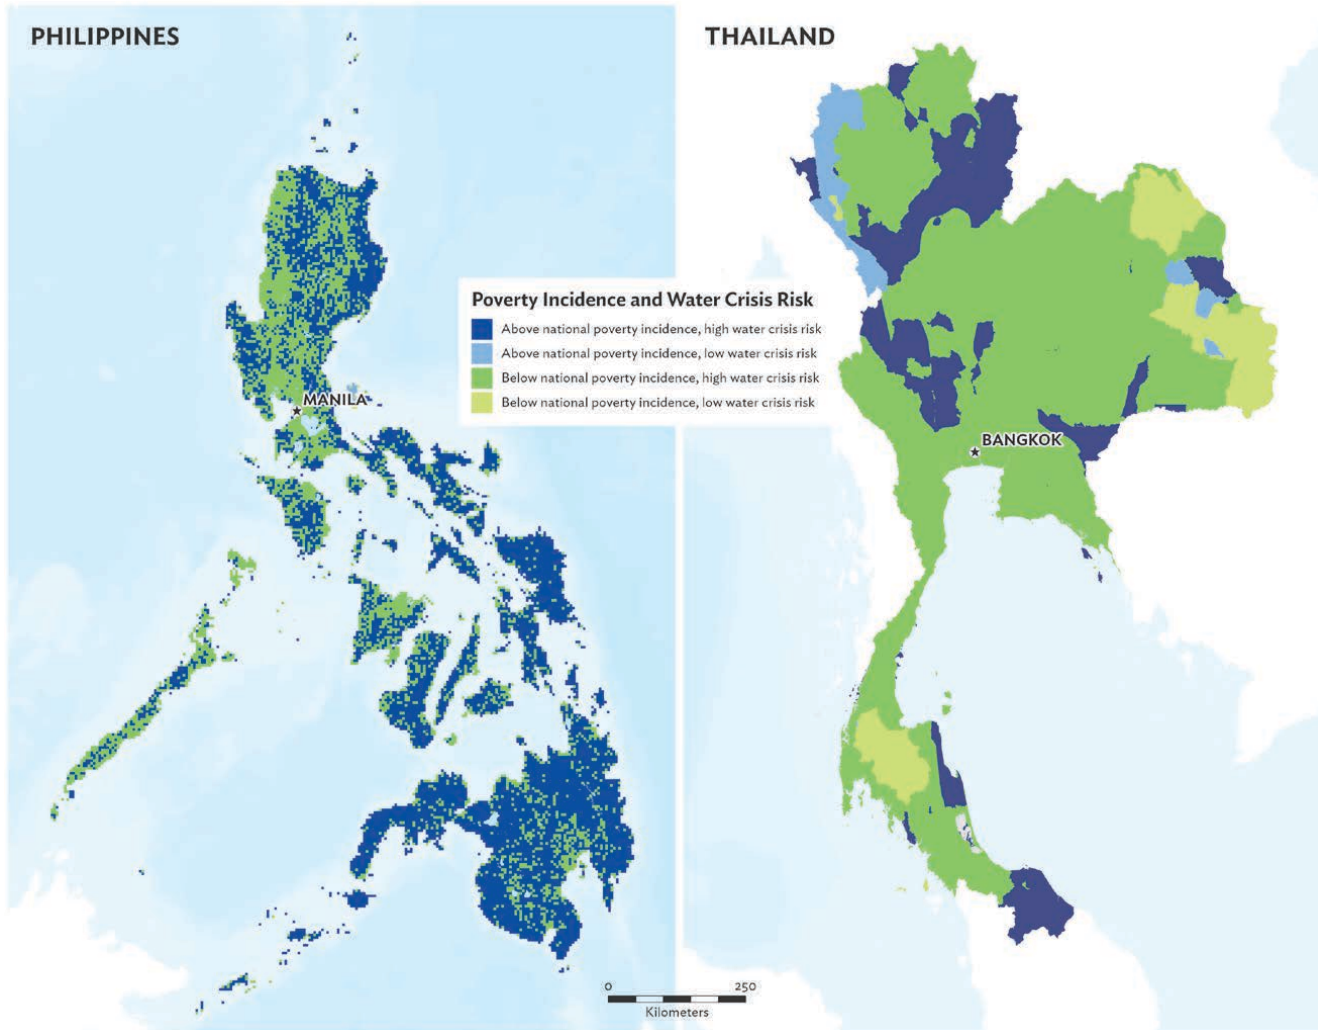 PHILIPPINES
THAILAND
Poverty Incidence and Water Crisis Risk
Above national poverty incidence, high water crisis risk
Above national poverty incidence, low water crisis risk
Below national poverty incidence, high water crisis risk
Below national poverty incidence, low water crisis risk
MANILA
BANGKOK
0 250
Kilometers